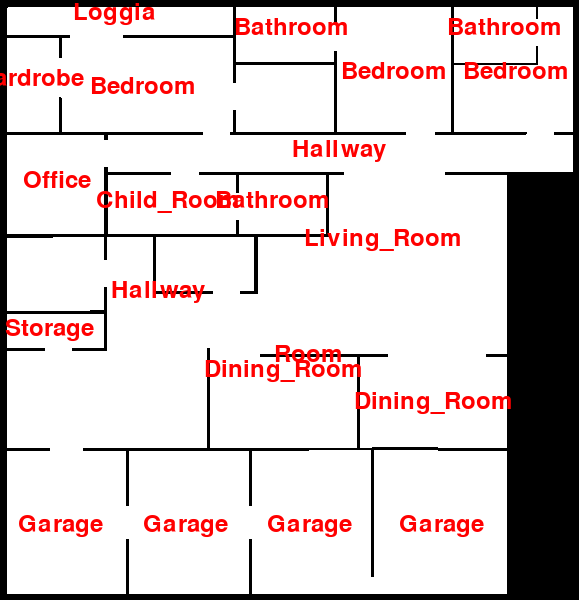 Loggia
Bathroom
Bathroom
ardrobe
Bedroom
Bedroom
Bedroom
Hallway
Office
Child_Room
Bathroom
Living_Room
Hallway
Storage
Room
Dining_Room
Dining_Room
Garage
Garage
Garage
Garage